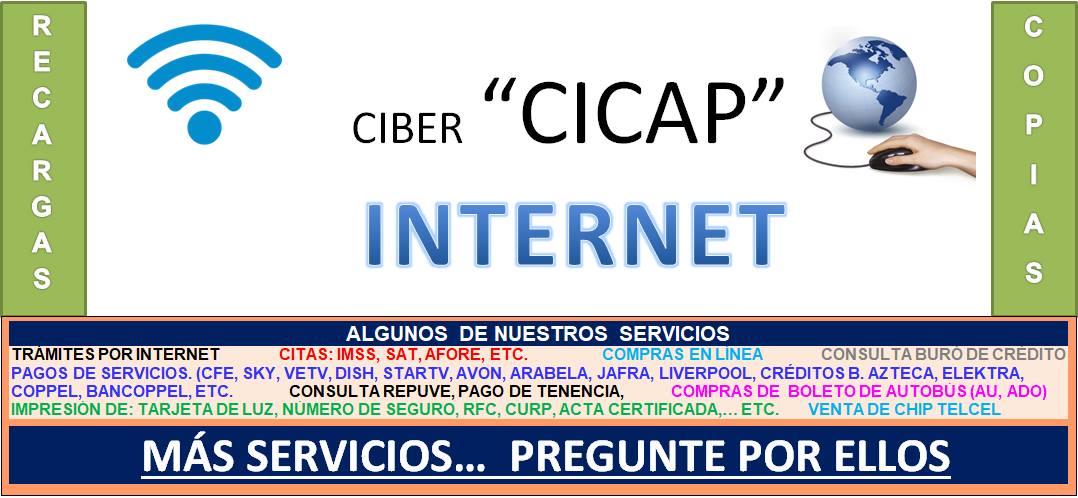 RECARGAS
CIBER “CICAP”
INTERNET
COPIAS
ALGUNOS DE NUESTROS SERVICIOS
TRÁMITES POR INTERNET CITAS: IMSS, SAT, AFORE, ETC. COMPRAS EN LINEA CONSULTA BURÓ DE CRÉDITO
PAGOS DE SERVICIOS. (CFE, SKY, VETV, DISH, STARTV, AVON, ARABELA, JAFRA, LIVERPOOL, CRÉDITOS B. AZTECA, ELEKTRA,
COPPEL, BANCOPPEL, ETC. CONSULTA REPUVE, PAGO DE TENENCIA, COMPRAS DE BOLETO DE AUTOBÚS (AU, ADO)
IMPRESIÓN DE: TARJETA DE LUZ, NÚMERO DE SEGURO, RFC, CURP, ACTA CERTIFICADA,... ETC. VENTA DE CHIP TELCEL
MÁS SERVICIOS... PREGUNTE POR ELLOS